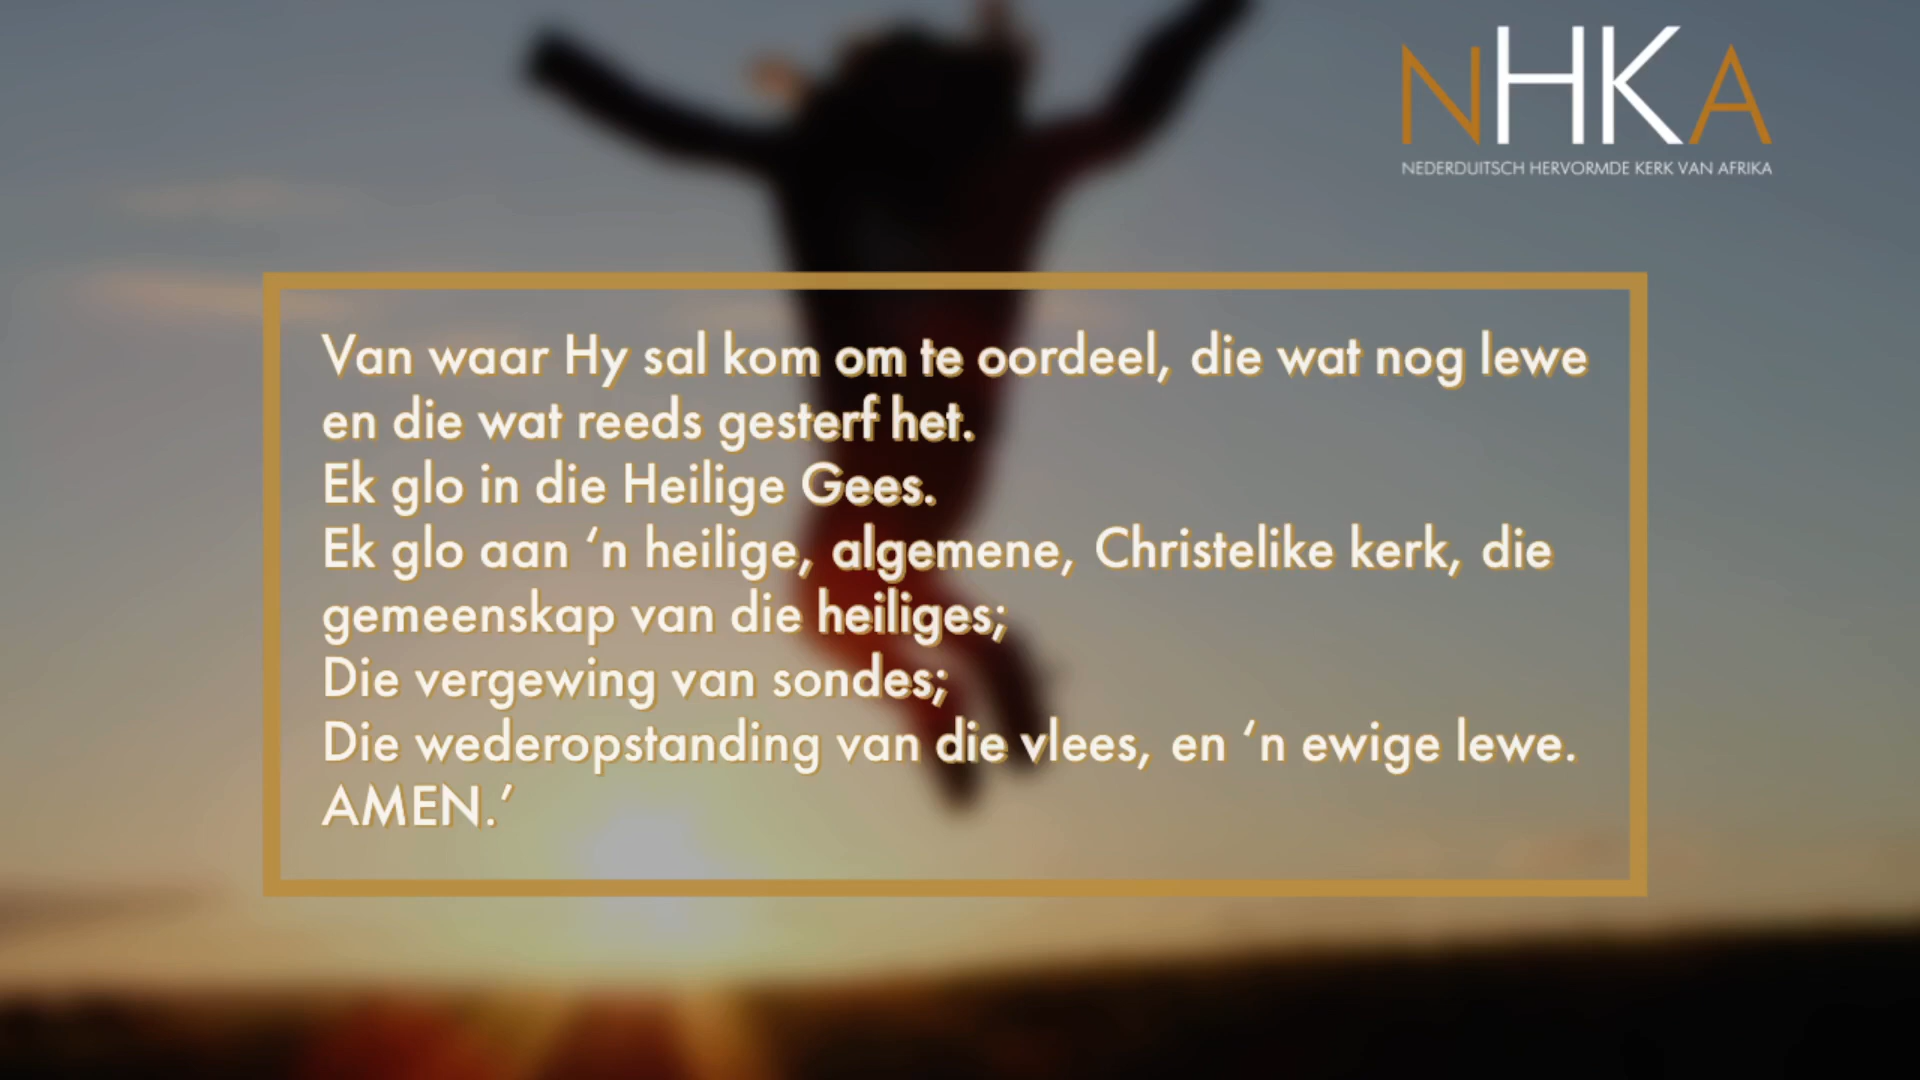 NHKA
NEDERDUITSCH HERVORMDE KERK VAN AFRIKA
Van waar Hy sal kom om te oordeel, die wat nog lewe
en die wat reeds gesterf het.
Ek glo in die Heilige Gees.
Ek glo aan ‘n heilige, algemene, Christelike kerk, die
gemeenskap van die heiliges;
Die vergewing van sondes;
Die wederopstanding van die vlees, en ‘n ewige lewe.
AMEN.’